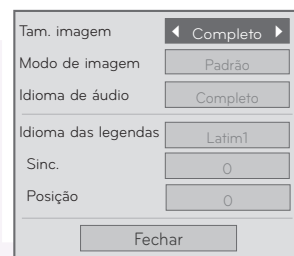 Tam. imagem Completo
Modo de imagem Padrão
Idioma de áudio Completo
Idioma das legendas Latim1
Sinc. 0
Posição 0
Fechar